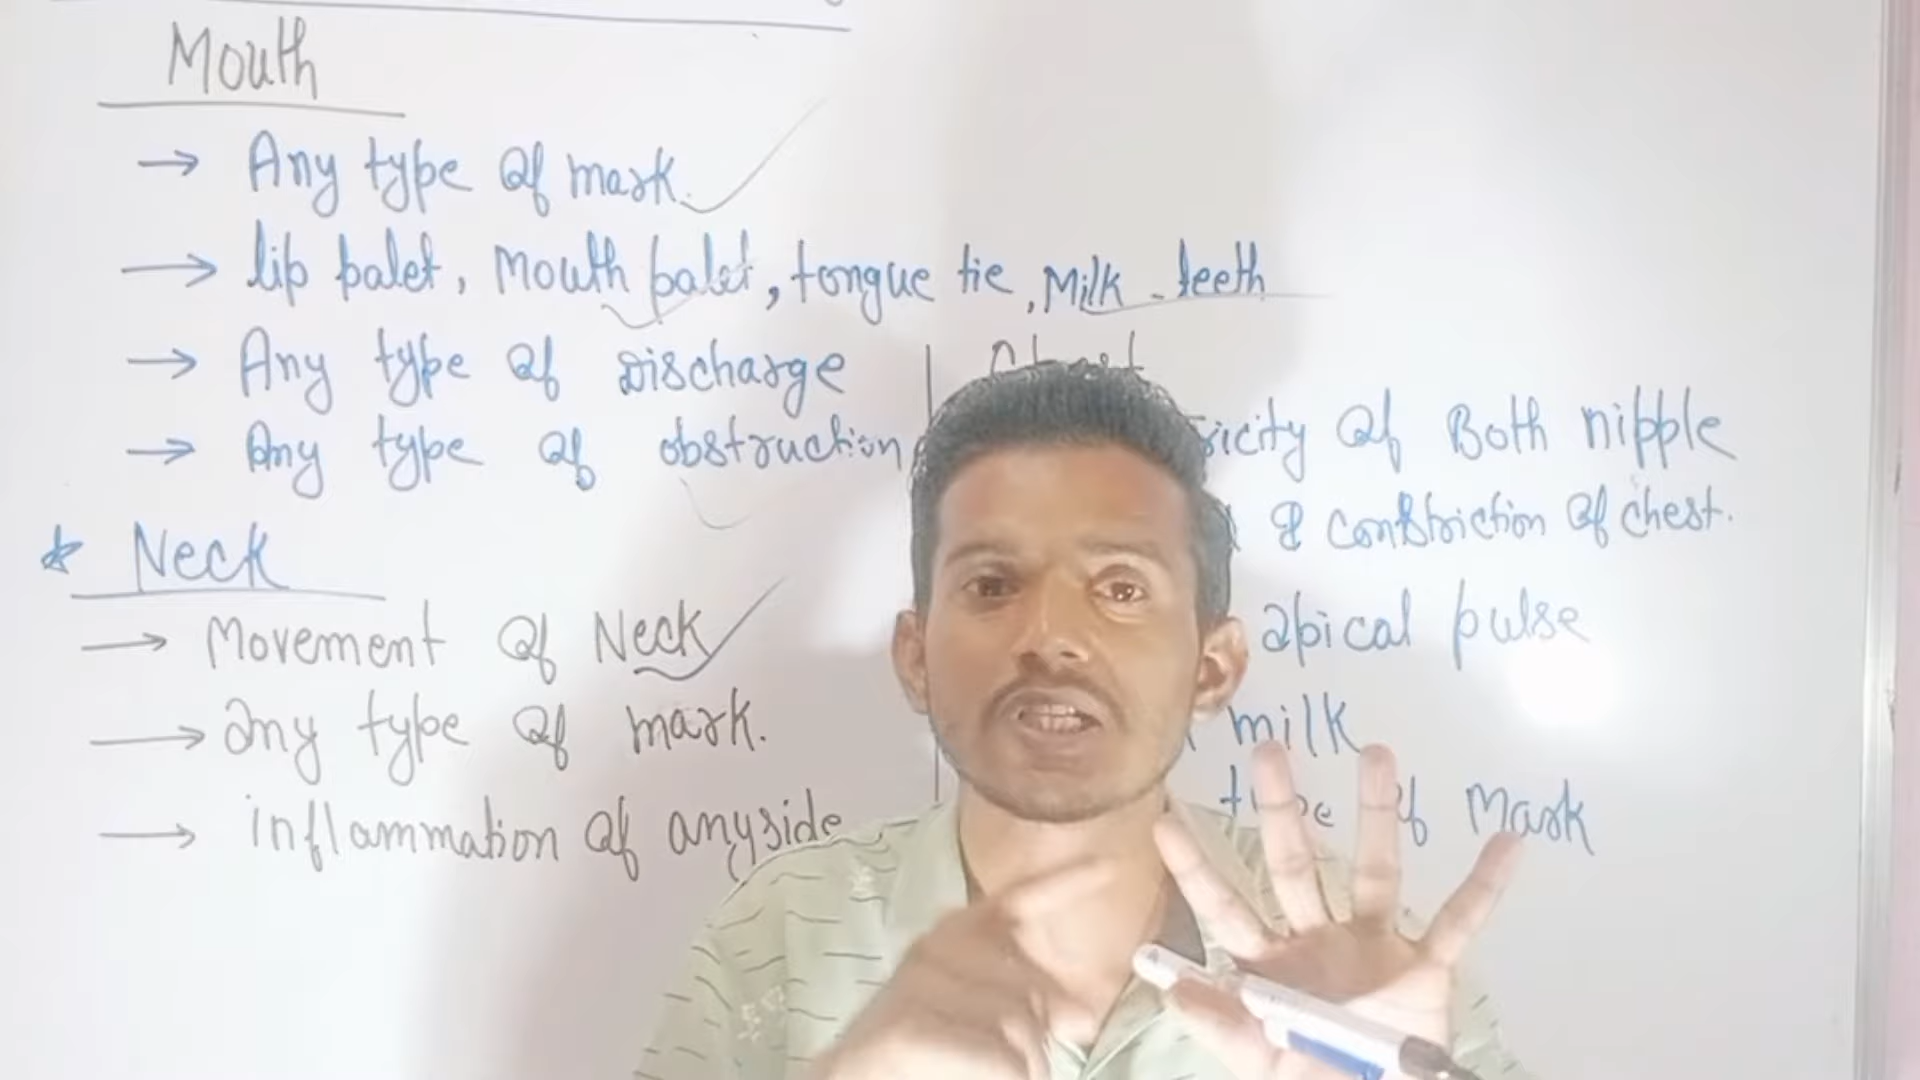 Mouth
→ Any type of mark.
→ lip palet, Mouth palet, tongue tie, Milk - teeth
→ Any type of Discharge
→ Any type of obstruction
* Neck
→ Movement of Neck
→ any type of mark.
→ inflammation of anyside
of Both nipple
& constriction of chest.
apical pulse
milk
type of Mark